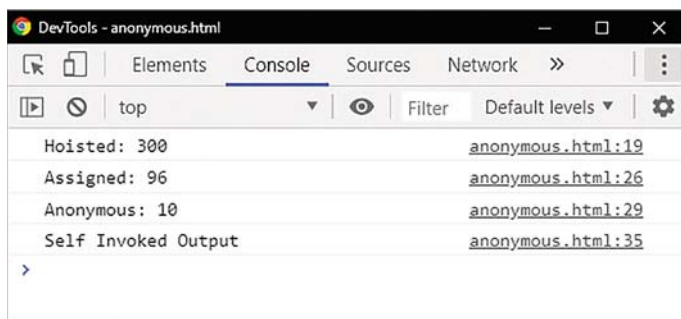 DevTools - anonymous.html
Elements Console Sources Network »
top Filter Default levels
Hoisted: 300 anonymous.html:19
Assigned: 96 anonymous.html:26
Anonymous: 10 anonymous.html:29
Self Invoked Output anonymous.html:35
>